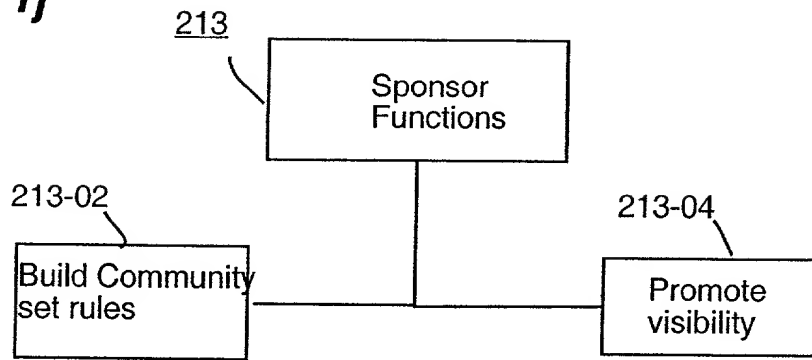 213
Sponsor
Functions
213-02
213-04
Build Community
set rules
Promote
visibility